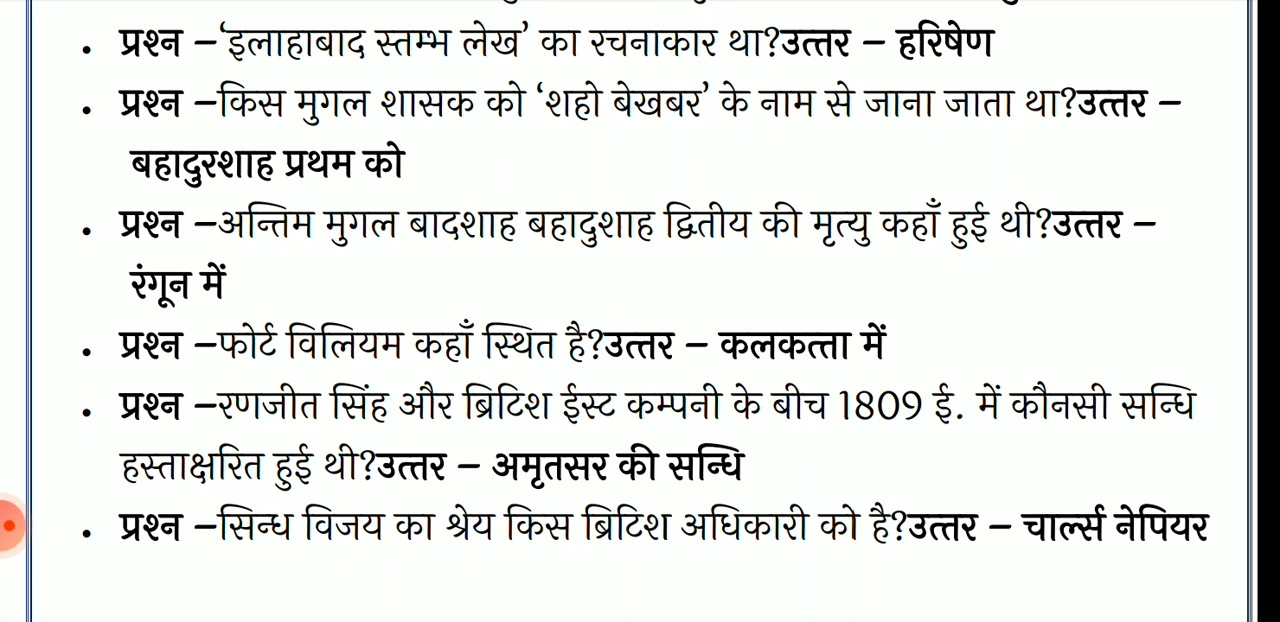 • प्रश्न –‘इलाहाबाद स्तम्भ लेख’ का रचनाकार था?उत्तर – हरिषेण
• प्रश्न –किस मुगल शासक को ‘शहो बेखबर’ के नाम से जाना जाता था?उत्तर –
बहादुरशाह प्रथम को
• प्रश्न –अन्तिम मुगल बादशाह बहादुशाह द्वितीय की मृत्यु कहाँ हुई थी?उत्तर –
रंगून में
• प्रश्न –फोर्ट विलियम कहाँ स्थित है?उत्तर – कलकत्ता में
• प्रश्न –रणजीत सिंह और ब्रिटिश ईस्ट कम्पनी के बीच 1809 ई. में कौनसी सन्धि
हस्ताक्षरित हुई थी?उत्तर – अमृतसर की सन्धि
• प्रश्न –सिन्ध विजय का श्रेय किस ब्रिटिश अधिकारी को है?उत्तर – चार्ल्स नेपियर